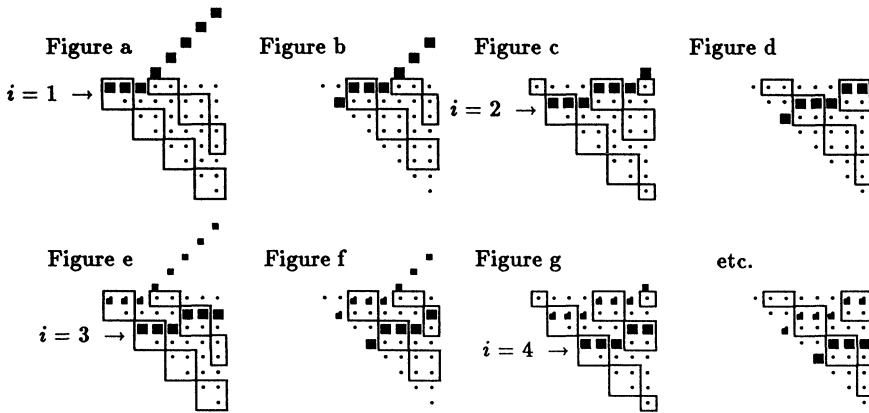 Figure a Figure b Figure c Figure d
i = 1 →
i = 2 →
Figure e Figure f Figure g etc.
i = 3 →
i = 4 →